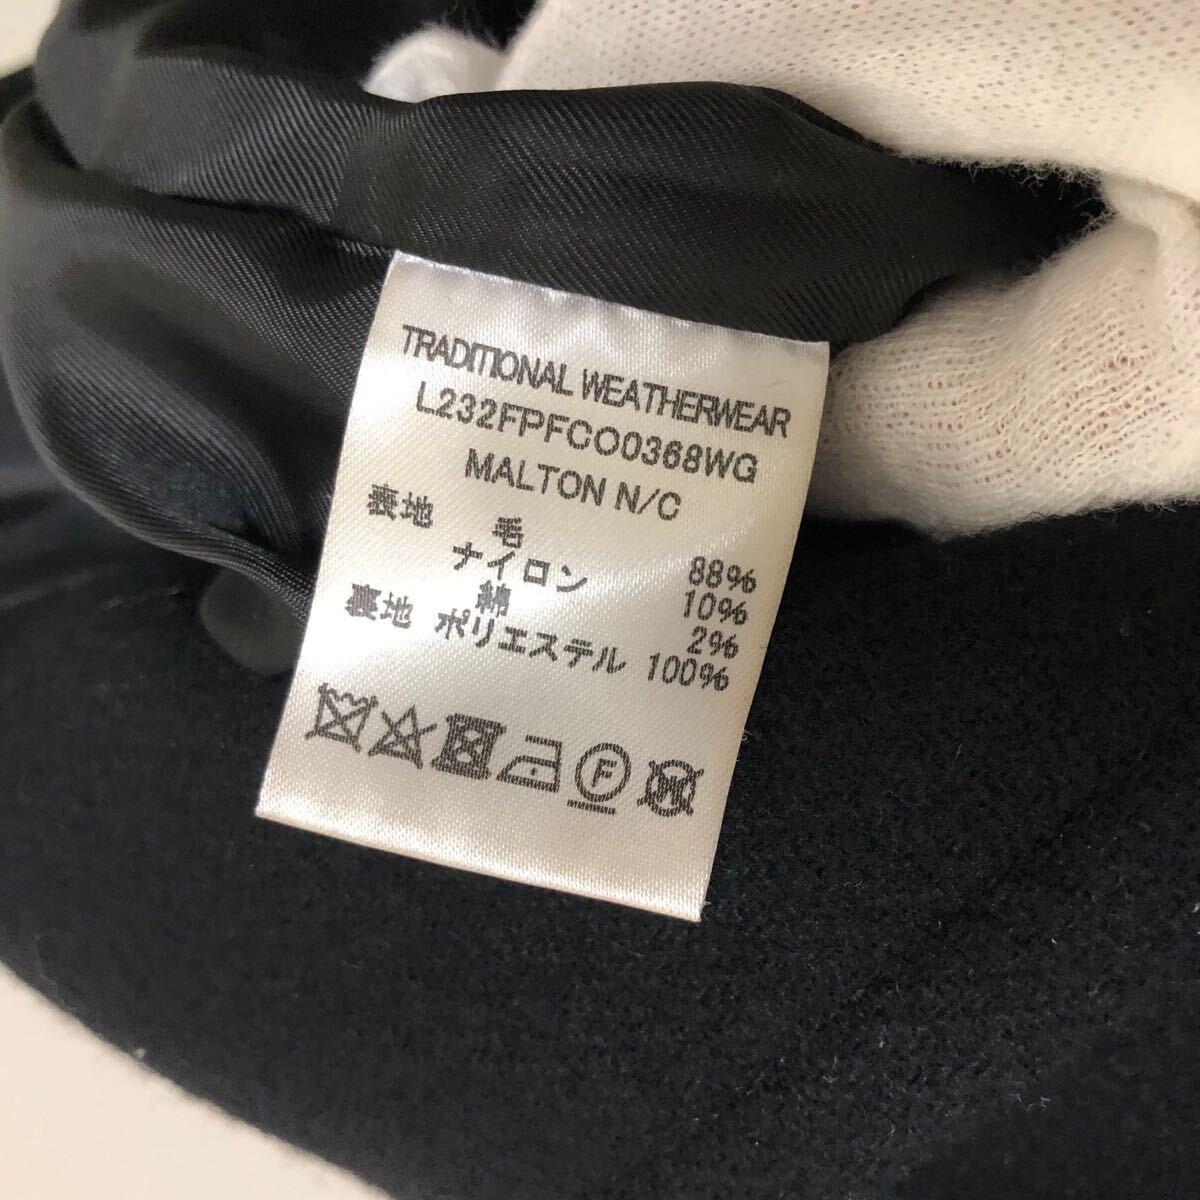 TRADITIONAL WEATHERWEAR
L232FPFCO0368WG
MALTON N/C
表地 毛 88%
ナイロン 10%
綿 2%
裏地 ポリエステル 100%
F
W